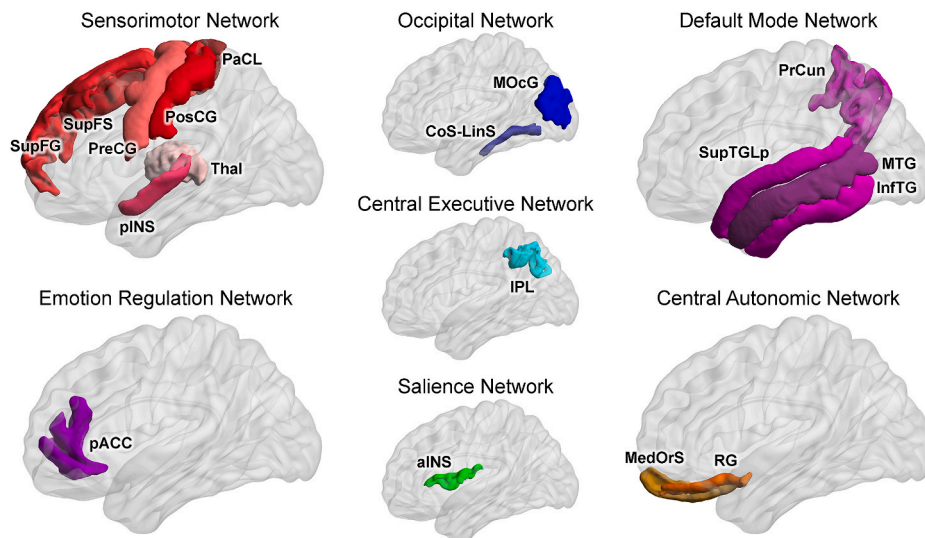 Sensorimotor Network
PaCL
SupFS
PosCG
SupFG
PreCG
Thal
pINS
Occipital Network
MOcG
CoS-LinS
Default Mode Network
PrCun
SupTGLp
MTG
InfTG
Central Executive Network
IPL
Emotion Regulation Network
pACC
Salience Network
aINS
Central Autonomic Network
MedOrS
RG